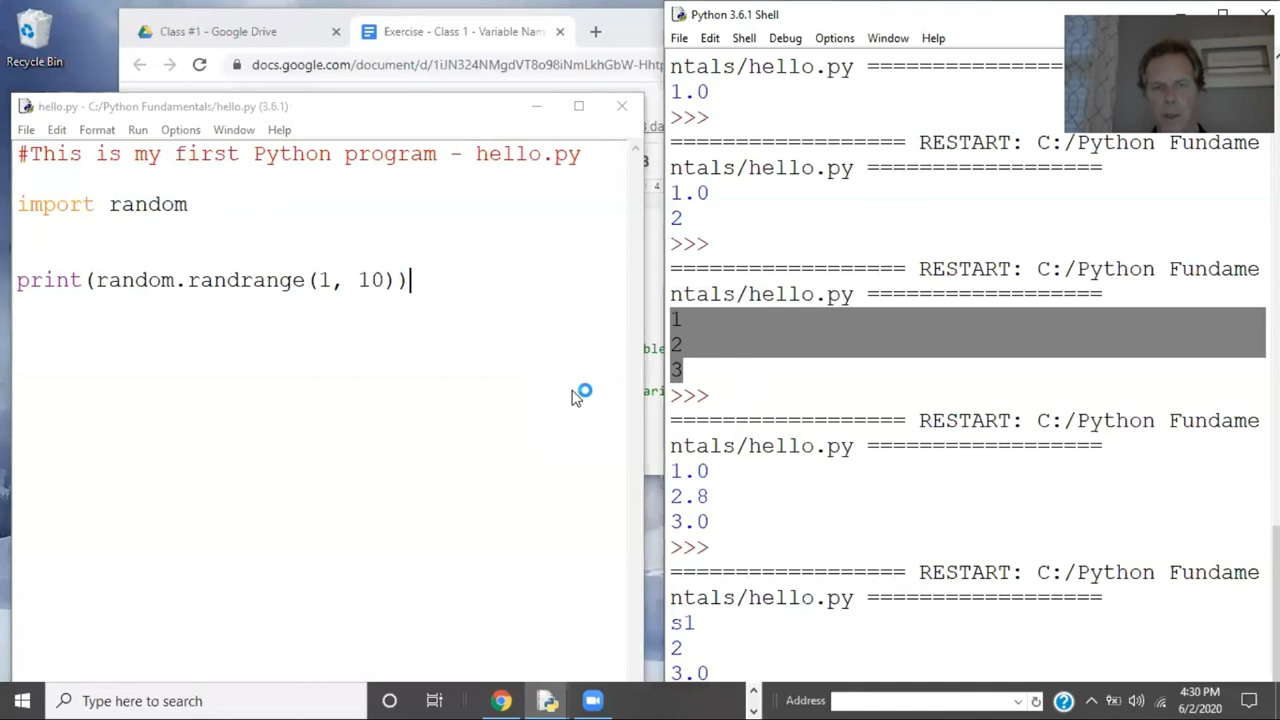 Recycle Bin
Class #1 - Google Drive
Exercise - Class 1 - Variable Nam
docs.google.com/document/d/1iJN324NMgdVT8o98iNmLkhGbW-Hhtp
hello.py - C:/Python Fundamentals/hello.py (3.6.1)
File Edit Format Run Options Window Help
#This is my first Python program - hello.py
import random
print(random.randrange(1, 10))
ble
ari
Python 3.6.1 Shell
File Edit Shell Debug Options Window Help
ntals/hello.py ==================
1.0
>>>
================== RESTART: C:/Python Fundame
ntals/hello.py ==================
1.0
2
>>>
================== RESTART: C:/Python Fundame
ntals/hello.py ==================
1
2
3
>>>
================== RESTART: C:/Python Fundame
ntals/hello.py ==================
1.0
2.8
3.0
>>>
================== RESTART: C:/Python Fundame
ntals/hello.py ==================
s1
2
3.0
Type here to search
Address
4:30 PM
6/2/2020